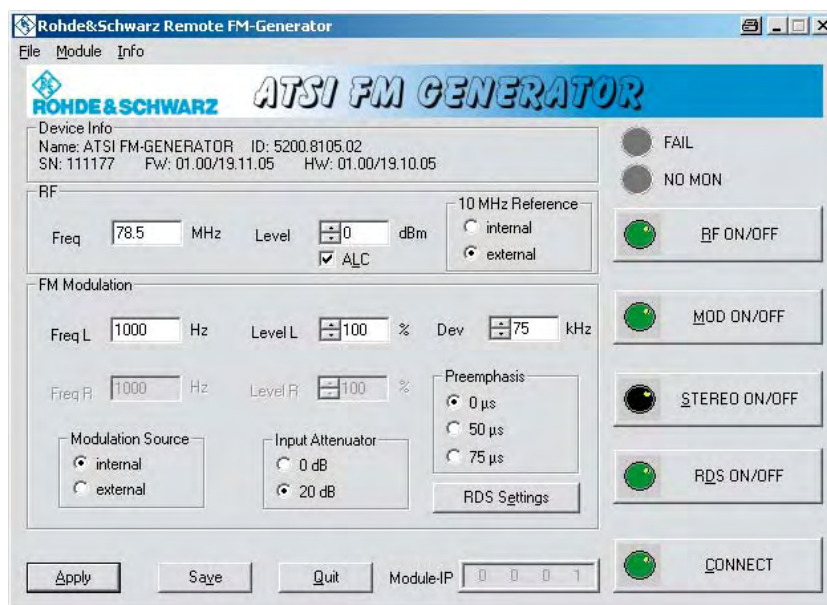 Rohde&Schwarz Remote FM-Generator
File Module Info
ROHDE & SCHWARZ
ATSI FM GENERATOR
Device Info
Name: ATSI FM-GENERATOR ID: 5200.8105.02
SN: 111177 FW: 01.00/19.11.05 HW: 01.00/19.10.05
RF
Freq 78.5 MHz Level 0 dBm
ALC
10 MHz Reference
internal
external
FM Modulation
Freq L 1000 Hz Level L 100 % Dev 75 kHz
Freq R 1000 Hz Level R 100 %
Preemphasis
0 µs
50 µs
75 µs
Modulation Source
internal
external
Input Attenuator
0 dB
20 dB
RDS Settings
FAIL
NO MON
RF ON/OFF
MOD ON/OFF
STEREO ON/OFF
RDS ON/OFF
CONNECT
Apply Save Quit Module-IP 0 0 0 1